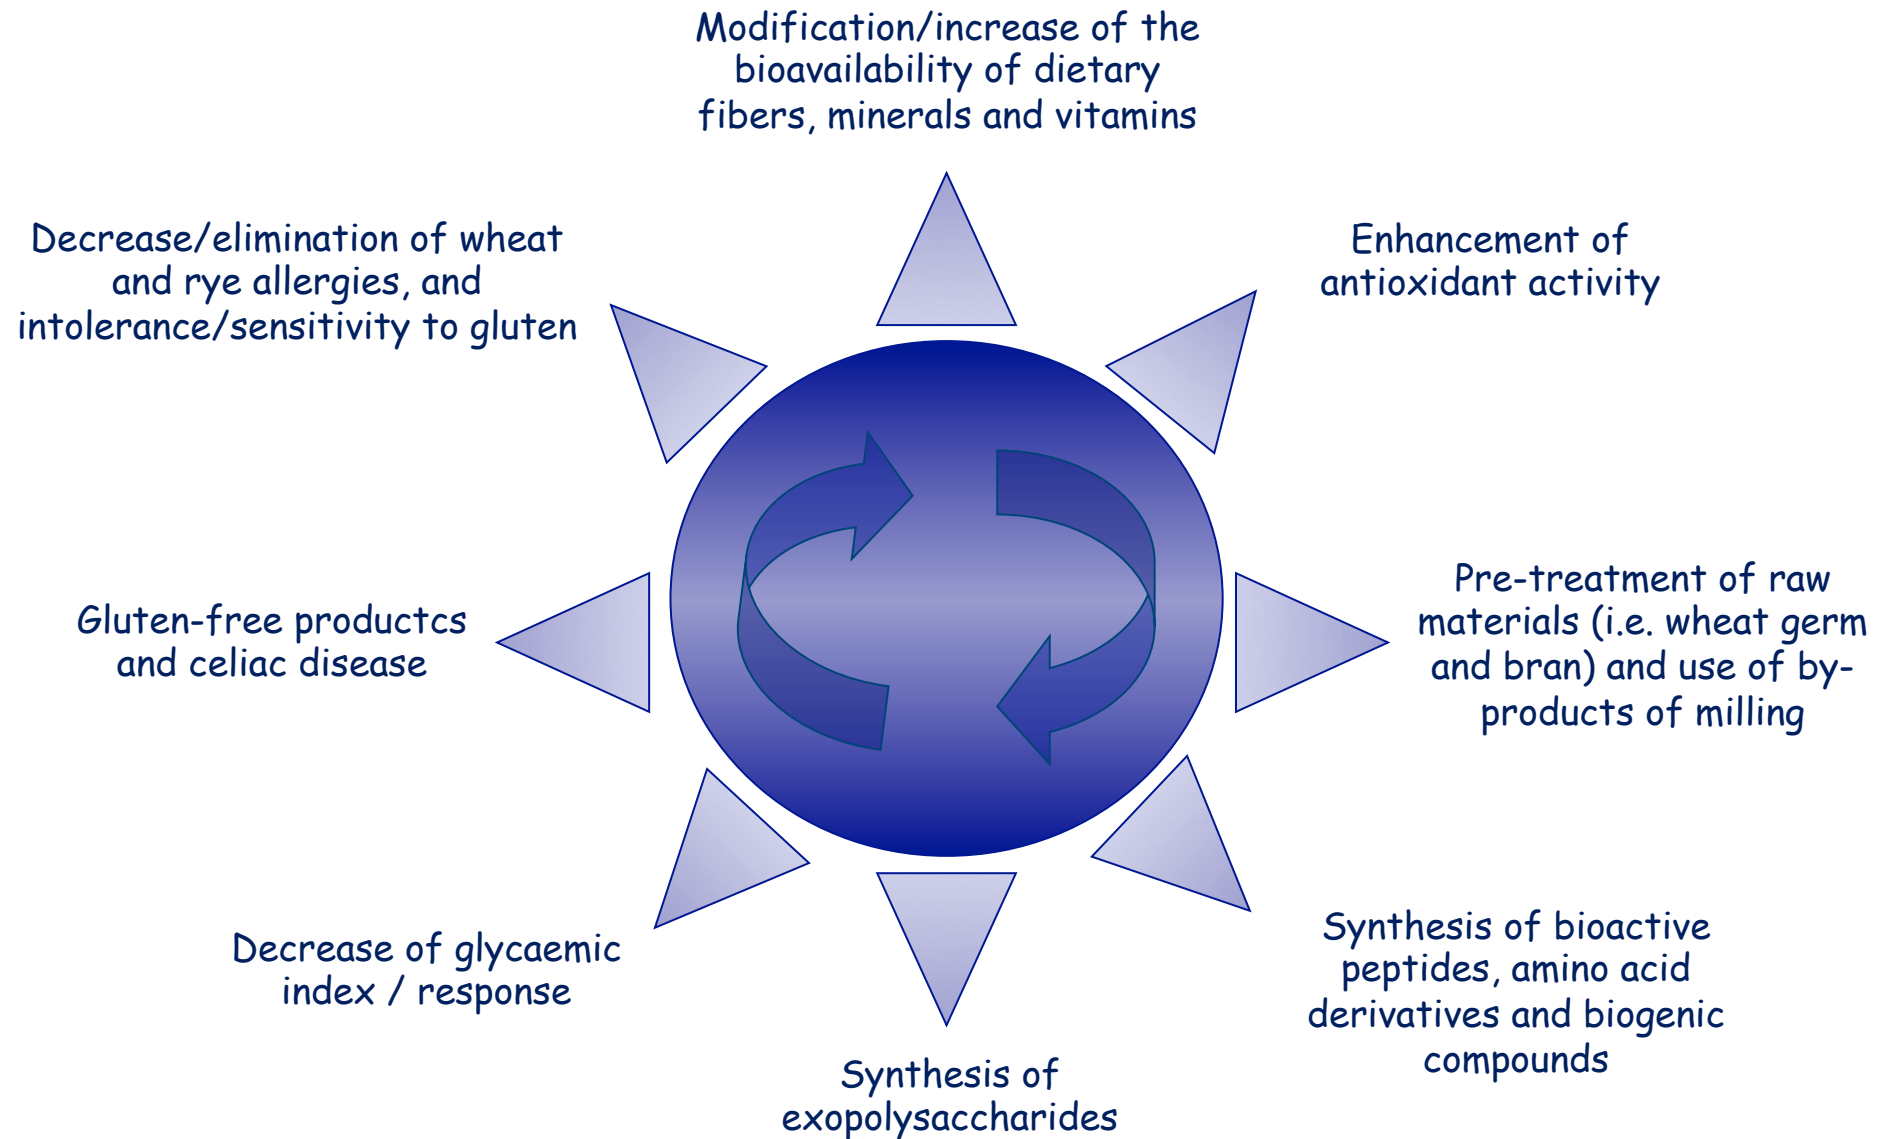 Modification/increase of the
bioavailability of dietary
fibers, minerals and vitamins
Decrease/elimination of wheat
and rye allergies, and
intolerance/sensitivity to gluten
Enhancement of
antioxidant activity
Gluten-free productcs
and celiac disease
Pre-treatment of raw
materials (i.e. wheat germ
and bran) and use of by-
products of milling
Decrease of glycaemic
index / response
Synthesis of bioactive
peptides, amino acid
derivatives and biogenic
compounds
Synthesis of
exopolysaccharides